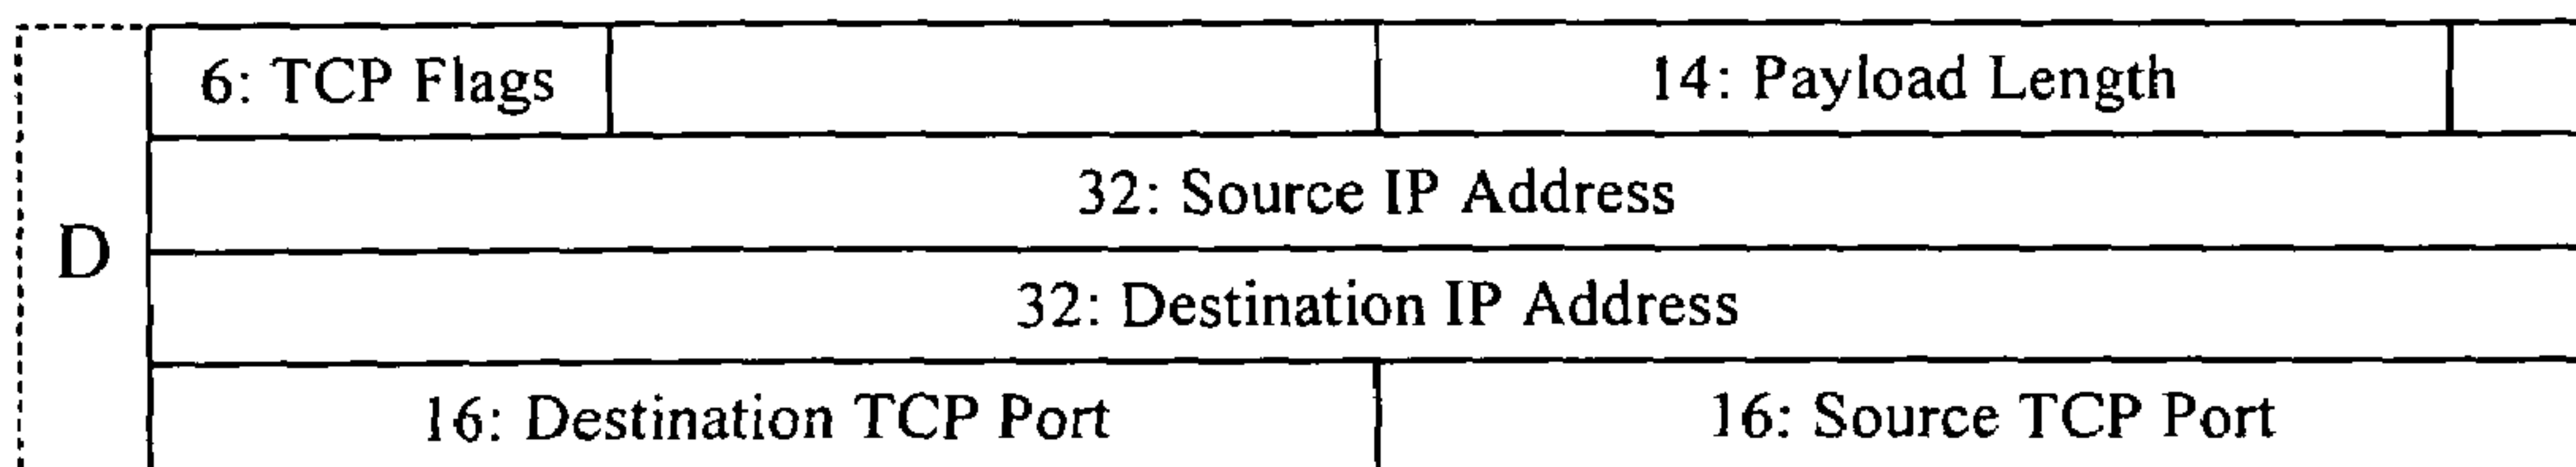 6: TCP Flags 14: Payload Length
32: Source IP Address
D
32: Destination IP Address
16: Destination TCP Port 16: Source TCP Port